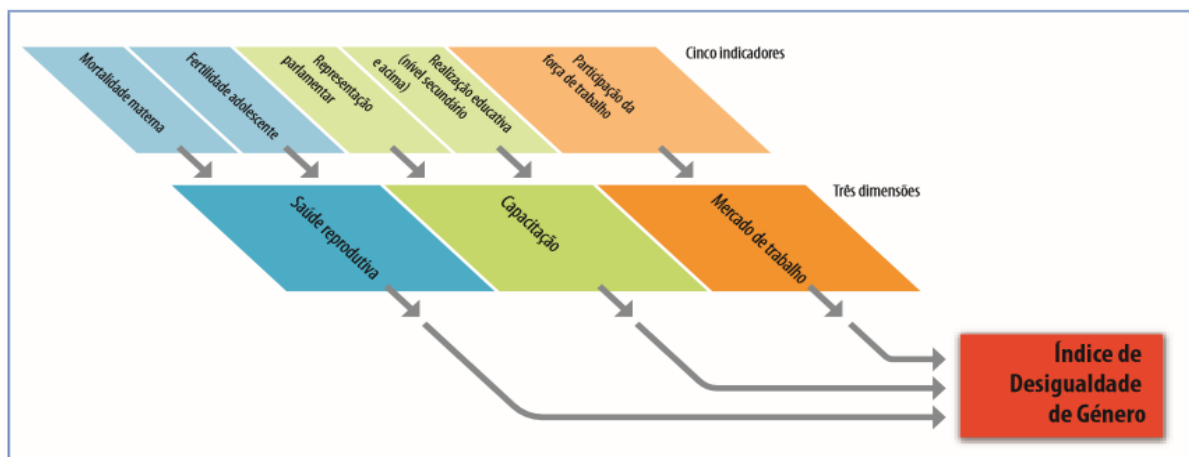 Cinco indicadores
Mortalidade materna
Fertilidade adolescente
Representação
parlamentar
Realização educativa
(nível secundário
e acima)
Participação da
força de trabalho
Três dimensões
Saúde reprodutiva
Capacitação
Mercado de trabalho
Índice de
Desigualdade
de Género